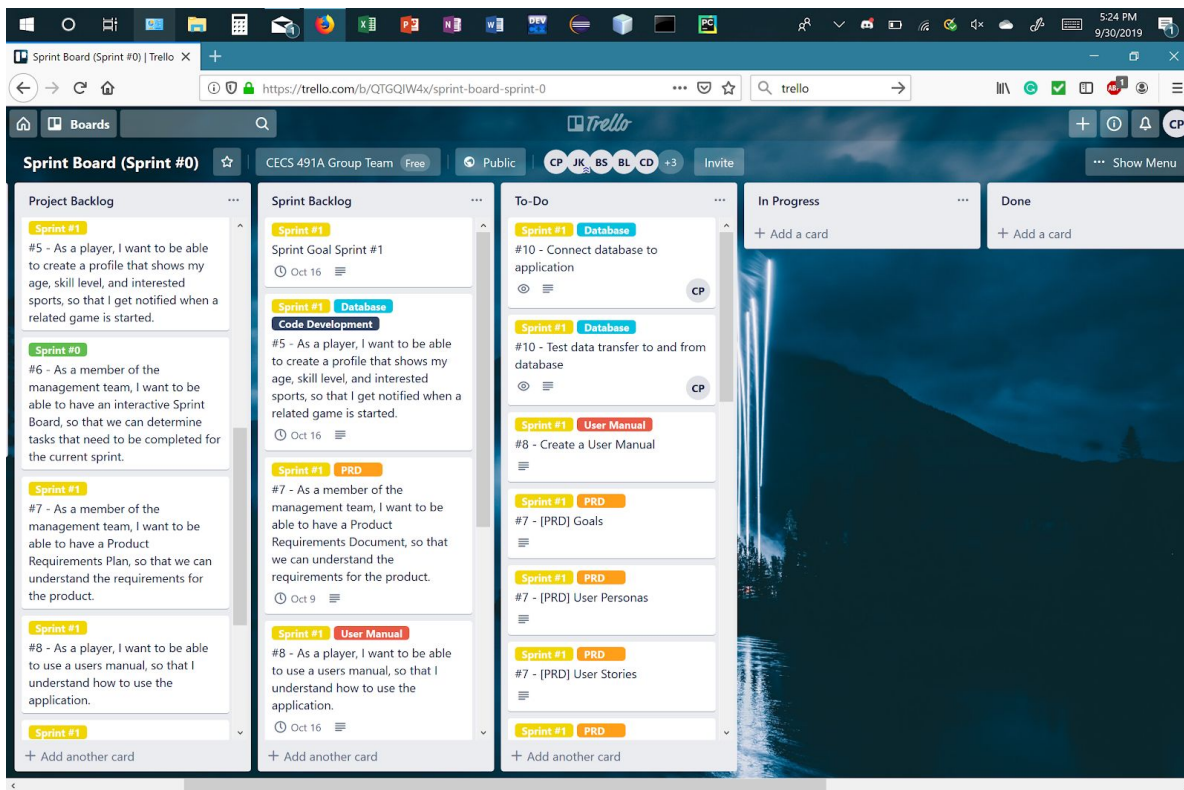 5:24 PM
9/30/2019
Sprint Board (Sprint #0) | Trello
https://trello.com/b/QTGQIW4x/sprint-board-sprint-0
trello
Boards
Trello
CP
Sprint Board (Sprint #0)
CECS 491A Group Team Free
Public
CP JK BS BL CD +3
Invite
Show Menu
Project Backlog
Sprint #1
#5 - As a player, I want to be able
to create a profile that shows my
age, skill level, and interested
sports, so that I get notified when a
related game is started.
Sprint #0
#6 - As a member of the
management team, I want to be
able to have an interactive Sprint
Board, so that we can determine
tasks that need to be completed for
the current sprint.
Sprint #1
#7 - As a member of the
management team, I want to be
able to have a Product
Requirements Plan, so that we can
understand the requirements for
the product.
Sprint #1
#8 - As a player, I want to be able
to use a users manual, so that I
understand how to use the
application.
Sprint #1
+ Add another card
Sprint Backlog
Sprint #1
Sprint Goal Sprint #1
Oct 16
Sprint #1 Database
Code Development
#5 - As a player, I want to be able
to create a profile that shows my
age, skill level, and interested
sports, so that I get notified when a
related game is started.
Oct 16
Sprint #1 PRD
#7 - As a member of the
management team, I want to be
able to have a Product
Requirements Document, so that
we can understand the
requirements for the product.
Oct 9
Sprint #1 User Manual
#8 - As a player, I want to be able
to use a users manual, so that I
understand how to use the
application.
Oct 16
+ Add another card
To-Do
Sprint #1 Database
#10 - Connect database to
application
CP
Sprint #1 Database
#10 - Test data transfer to and from
database
CP
Sprint #1 User Manual
#8 - Create a User Manual
Sprint #1 PRD
#7 - [PRD] Goals
Sprint #1 PRD
#7 - [PRD] User Personas
Sprint #1 PRD
#7 - [PRD] User Stories
Sprint #1 PRD
+ Add another card
In Progress
+ Add a card
Done
+ Add a card